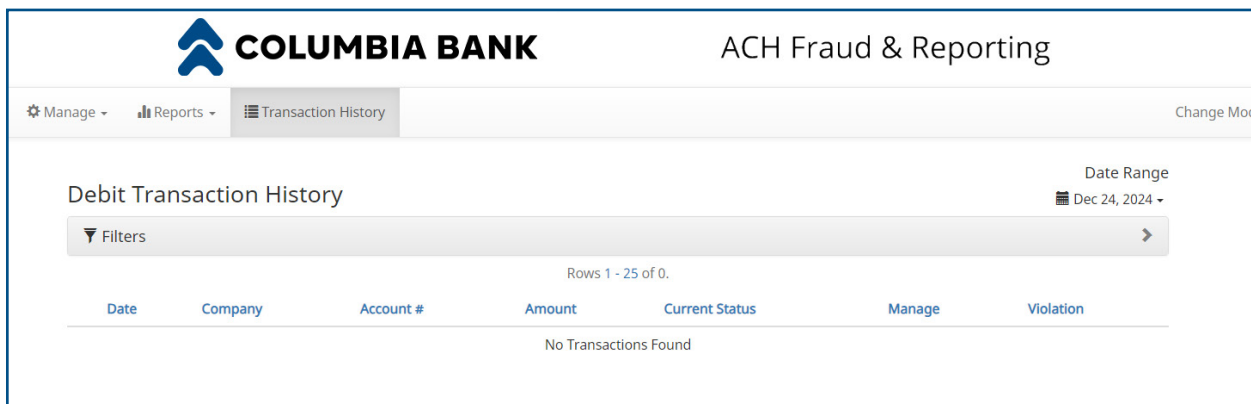 COLUMBIA BANK
ACH Fraud & Reporting
Manage
Reports
Transaction History
Change
Date Range
Debit Transaction History
Dec 24, 2024
Filters
Rows 1 - 25 of 0.
Date Company Account # Amount Current Status Manage Violation
No Transactions Found